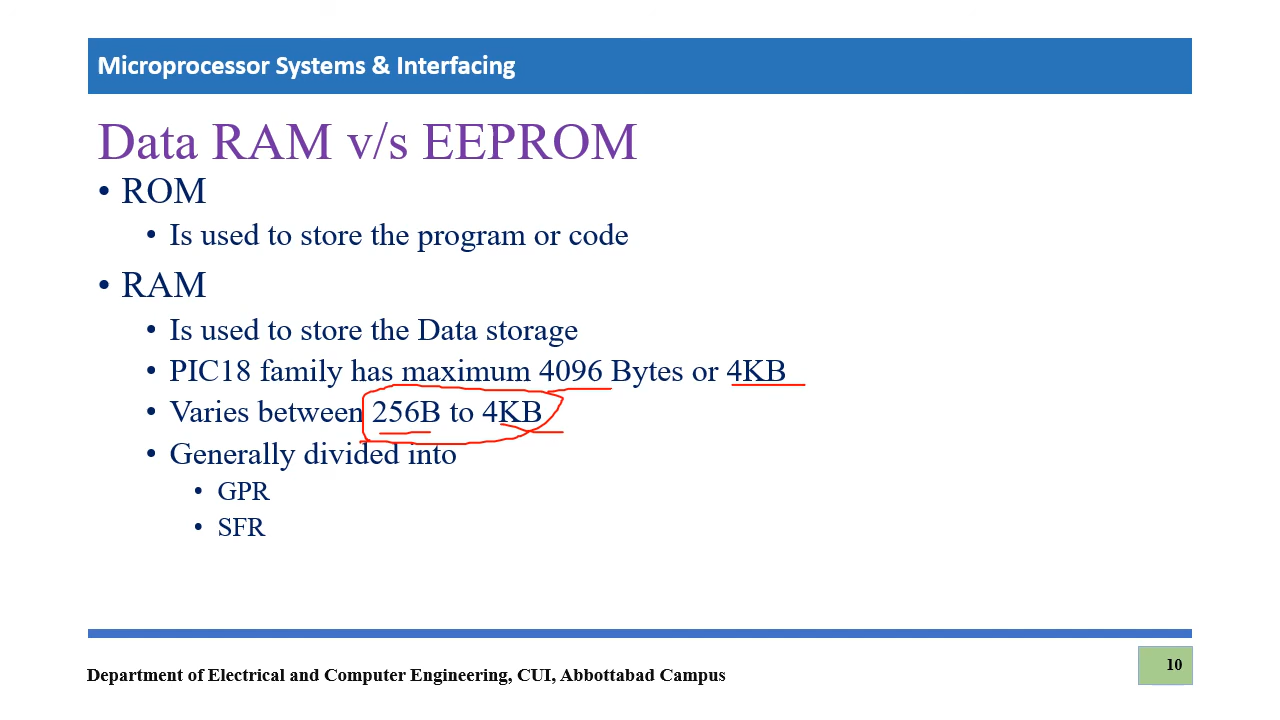 Microprocessor Systems & Interfacing
Data RAM v/s EEPROM
• ROM
• Is used to store the program or code
• RAM
• Is used to store the Data storage
• PIC18 family has maximum 4096 Bytes or 4KB
• Varies between 256B to 4KB
• Generally divided into
• GPR
• SFR
Department of Electrical and Computer Engineering, CUI, Abbottabad Campus
10